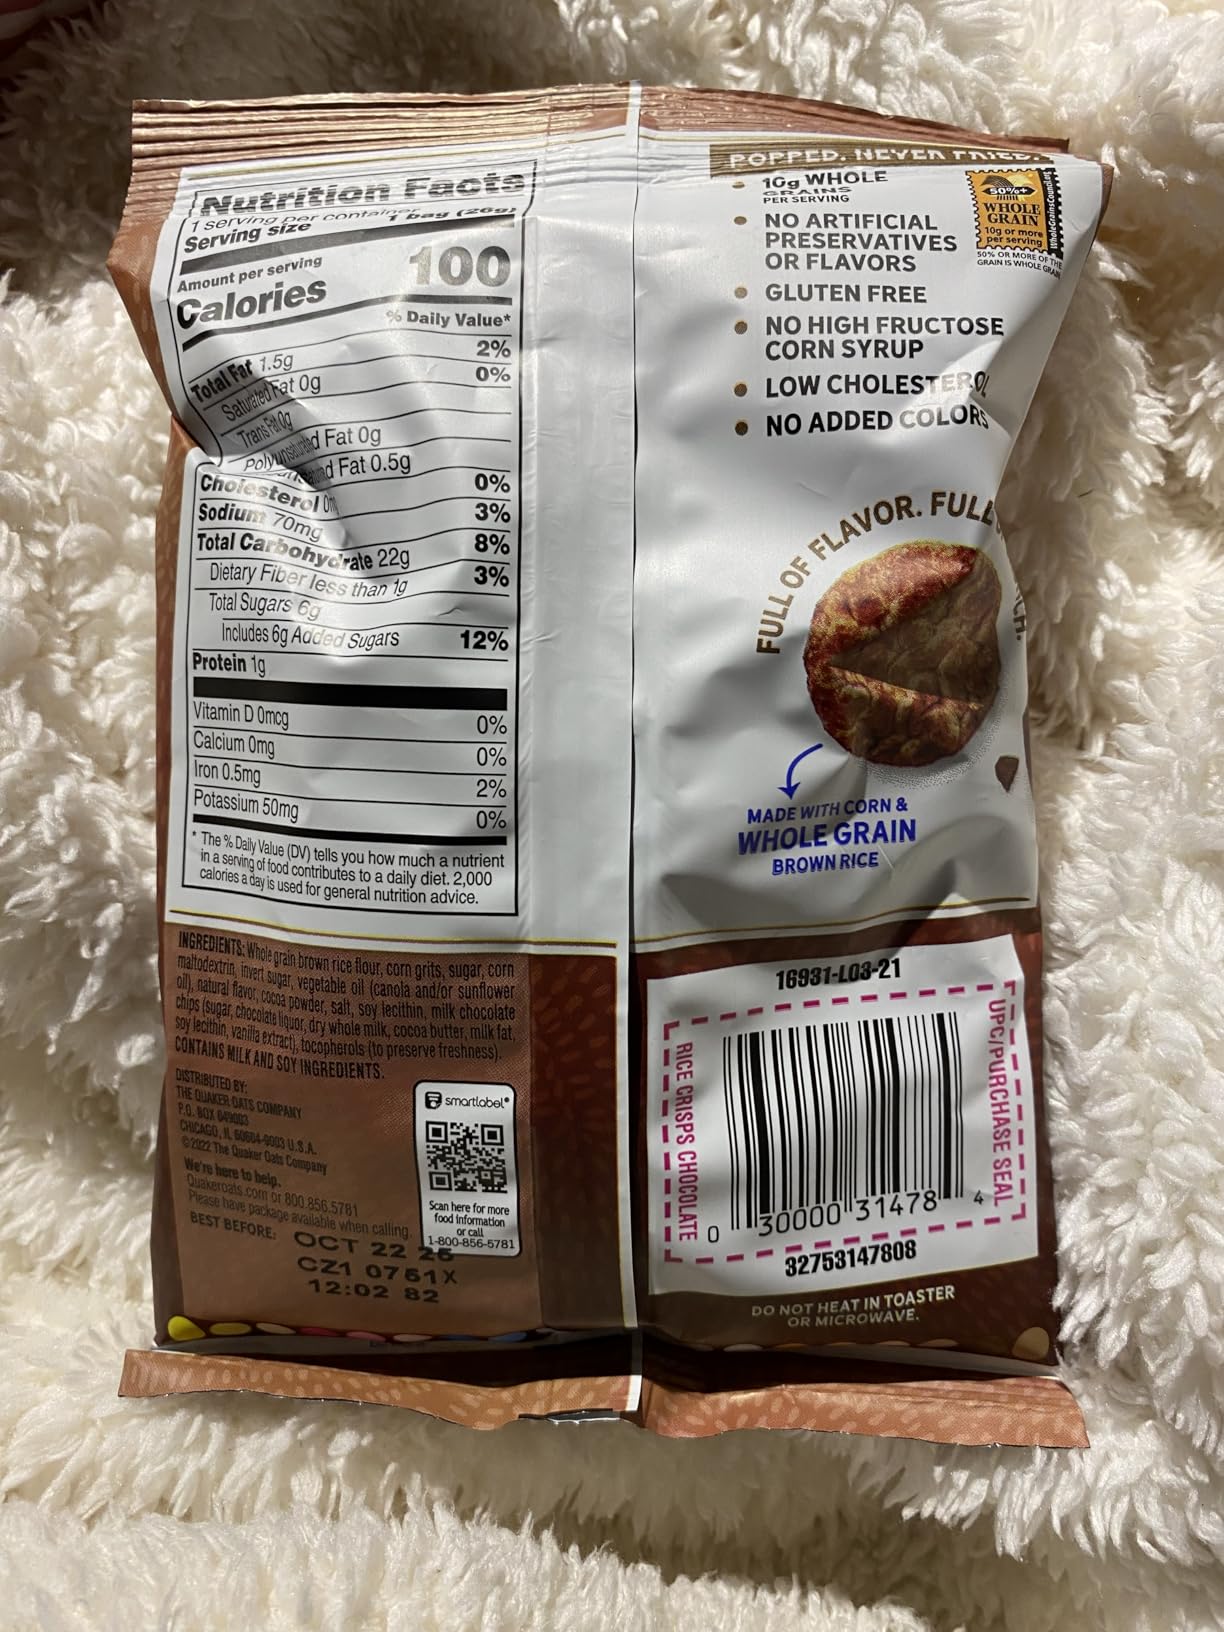 Nutrition Facts
1 serving per container
Serving size 1 bag (26g)
Amount per serving
Calories 100
% Daily Value*
Total Fat 1.5g 2%
Saturated Fat 0g 0%
Trans Fat 0g
Polyunsaturated Fat 0g
Fat 0.5g
Cholesterol 0mg 0%
Sodium 70mg 3%
Total Carbohydrate 22g 8%
Dietary Fiber less than 1g 3%
Total Sugars 6g
Includes 6g Added Sugars 12%
Protein 1g
Vitamin D 0mcg 0%
Calcium 0mg 0%
Iron 0.5mg 2%
Potassium 50mg 0%
* The % Daily Value (DV) tells you how much a nutrient
in a serving of food contributes to a daily diet. 2,000
calories a day is used for general nutrition advice.
INGREDIENTS: Whole grain brown rice flour, corn grits, sugar, corn
maltodextrin, invert sugar, vegetable oil (canola and/or sunflower
oil), natural flavor, cocoa powder, salt, soy lecithin, milk chocolate
chips (sugar, chocolate liquor, dry whole milk, cocoa butter, milk fat,
soy lecithin, vanilla extract), tocopherols (to preserve freshness).
CONTAINS MILK AND SOY INGREDIENTS.
DISTRIBUTED BY:
THE QUAKER OATS COMPANY
P.O. BOX 049003
CHICAGO, IL 60604-9003 U.S.A.
©2022 The Quaker Oats Company
We're here to help.
Quakeroats.com or 800.856.5781
Please have package available when calling.
BEST BEFORE:
OCT 22 26
CZ1 0761X
12:02 82
smartlabel®
Scan here for more
food information
or call
1-800-856-5781
POPPED. NEVER FRIED.
10g WHOLE
GRAINS
PER SERVING
NO ARTIFICIAL
PRESERVATIVES
OR FLAVORS
GLUTEN FREE
NO HIGH FRUCTOSE
CORN SYRUP
LOW CHOLESTEROL
NO ADDED COLORS
50%+
WHOLE
GRAIN
10g or more
per serving
WholeGrainsCouncil.org
50% OR MORE OF THE
GRAIN IS WHOLE GRAIN
FULL OF FLAVOR. FULL
MADE WITH CORN &
WHOLE GRAIN
BROWN RICE
16931-L03-21
RICE CRISPS CHOCOLATE
UPC/PURCHASE SEAL
0 30000 31478 4
32753147808
DO NOT HEAT IN TOASTER
OR MICROWAVE.